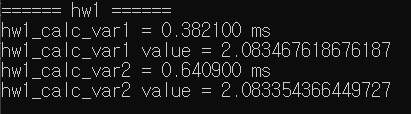 ====== hw1 ======
hw1_calc_var1 = 0.382100 ms
hw1_calc_var1 value = 2.083467618676187
hw1_calc_var2 = 0.640900 ms
hw1_calc_var2 value = 2.083354366449727